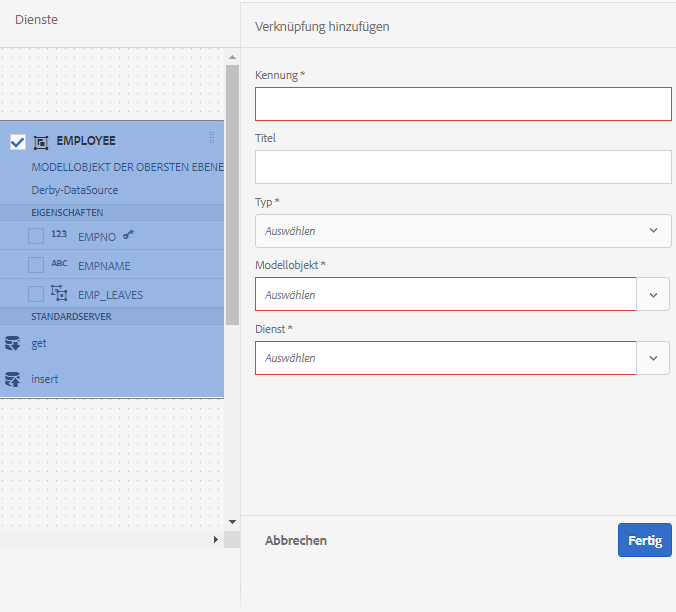 Dienste
EMPLOYEE
MODELLOBJEKT DER OBERSTEN EBENE
Derby-DataSource
EIGENSCHAFTEN
123 EMPNO
ABC EMPNAME
EMP_LEAVES
STANDARDSERVER
get
insert
Verknüpfung hinzufügen
Kennung *
Titel
Typ *
Auswählen
Modellobjekt *
Auswählen
Dienst *
Auswählen
Abbrechen
Fertig